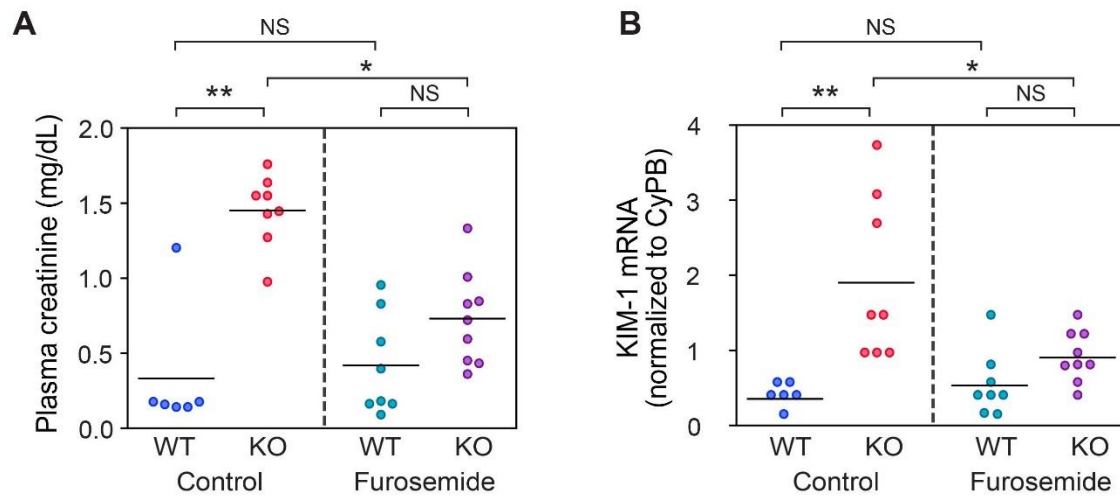 A
NS
*
**
NS
Plasma creatinine (mg/dL)
2.0
1.5
1.0
0.5
0.0
WT KO WT KO
Control Furosemide
B
NS
*
**
NS
KIM-1 mRNA
(normalized to CyPB)
4
3
2
1
0
WT KO WT KO
Control Furosemide